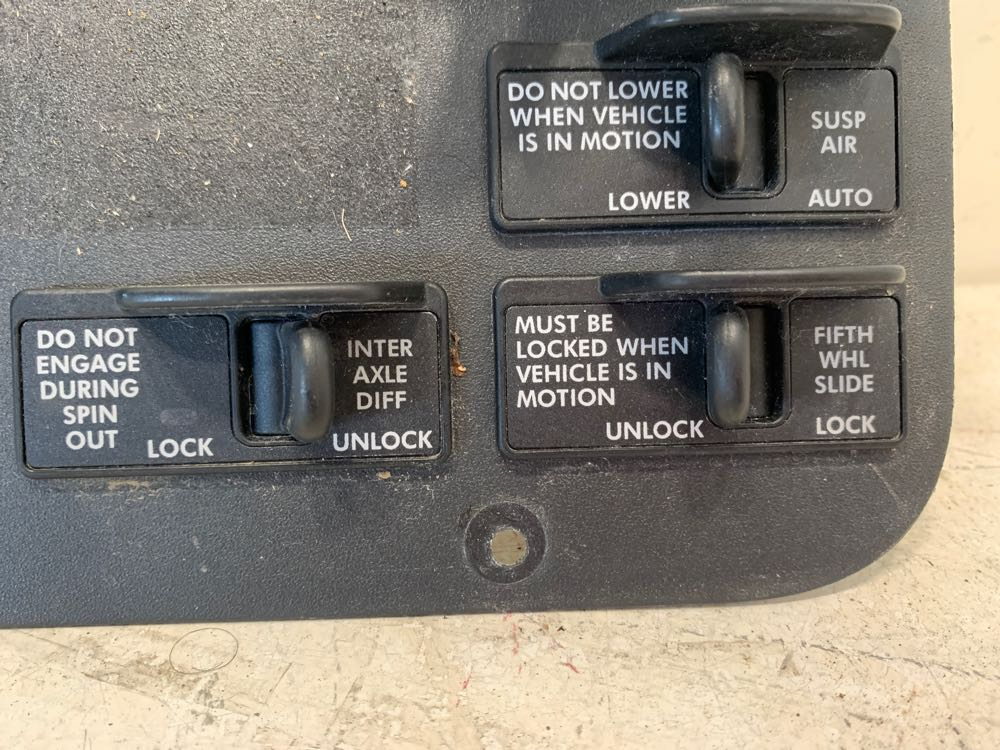 DO NOT LOWER
WHEN VEHICLE
IS IN MOTION
LOWER
SUSP
AIR
AUTO
DO NOT
ENGAGE
DURING
SPIN
OUT
LOCK
INTER
AXLE
DIFF
UNLOCK
MUST BE
LOCKED WHEN
VEHICLE IS IN
MOTION
UNLOCK
FIFTH
WHL
SLIDE
LOCK